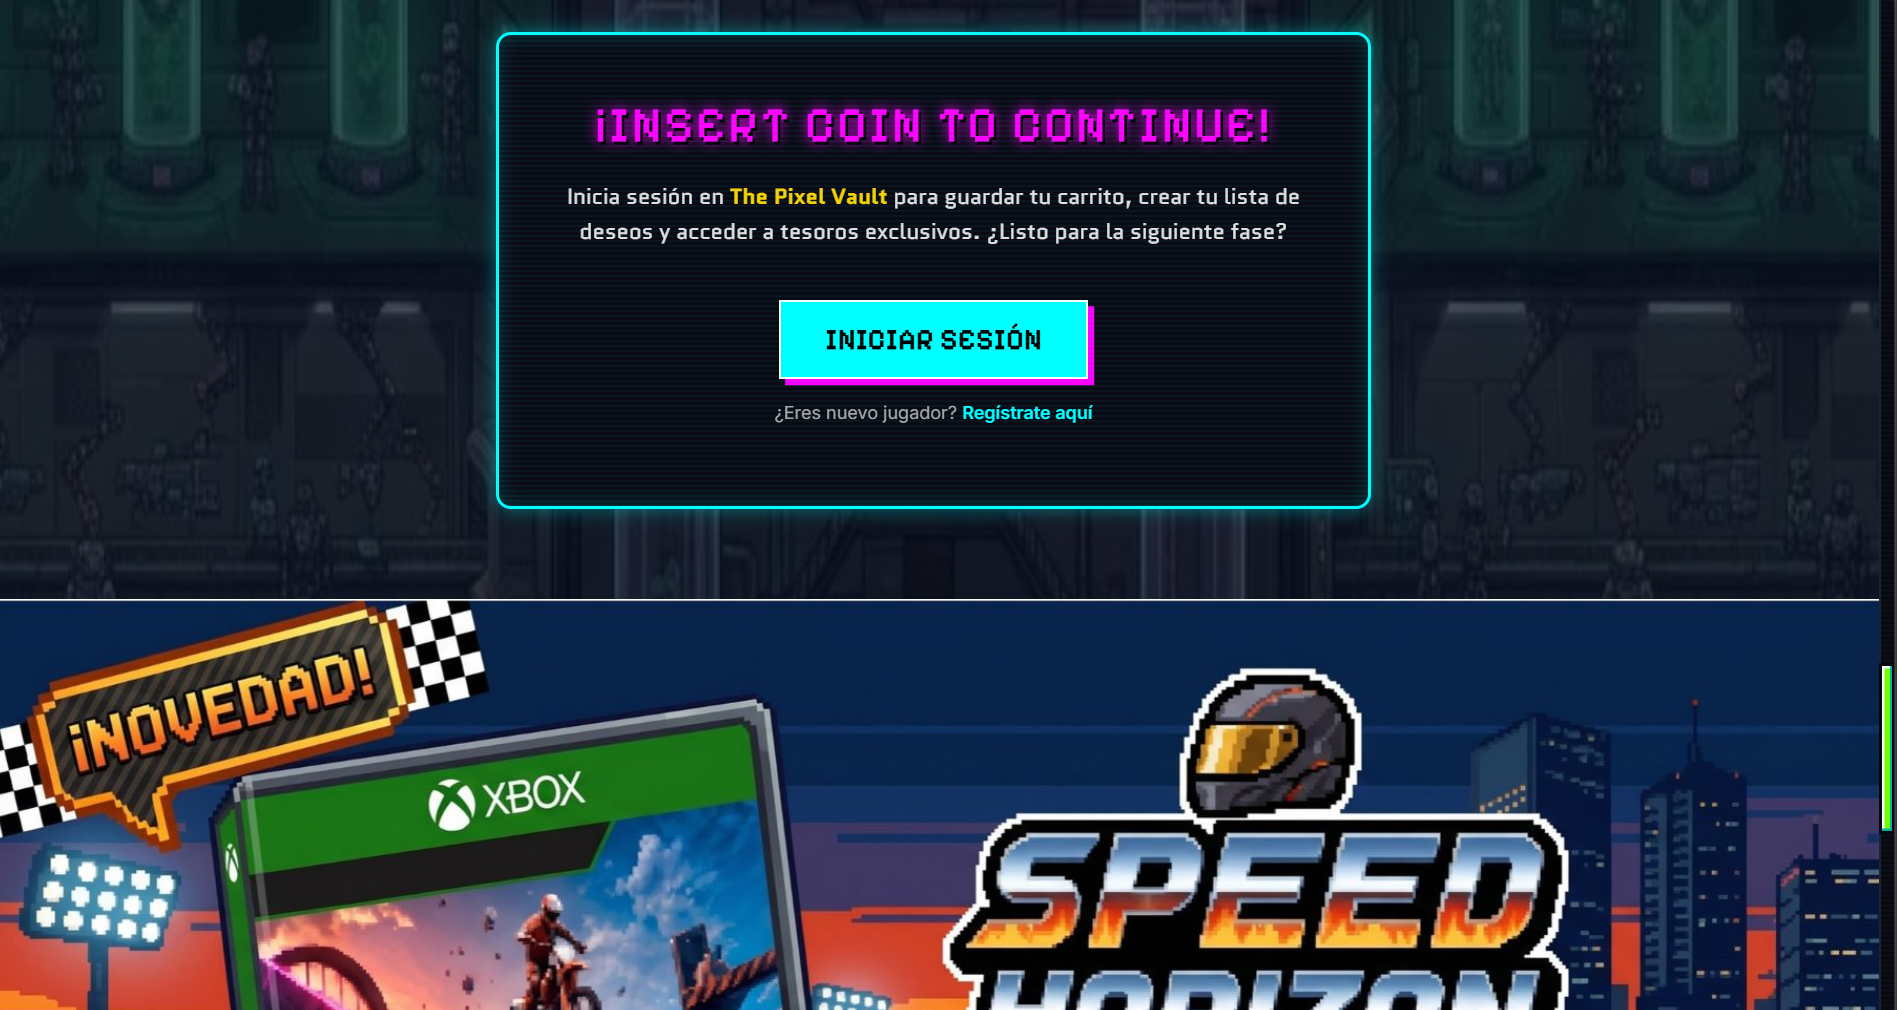 ¡INSERT COIN TO CONTINUE!
Inicia sesión en The Pixel Vault para guardar tu carrito, crear tu lista de
deseos y acceder a tesoros exclusivos. ¿Listo para la siguiente fase?
INICIAR SESIÓN
¿Eres nuevo jugador? Regístrate aquí
¡NOVEDAD!
XBOX
SPEED
HORIZON